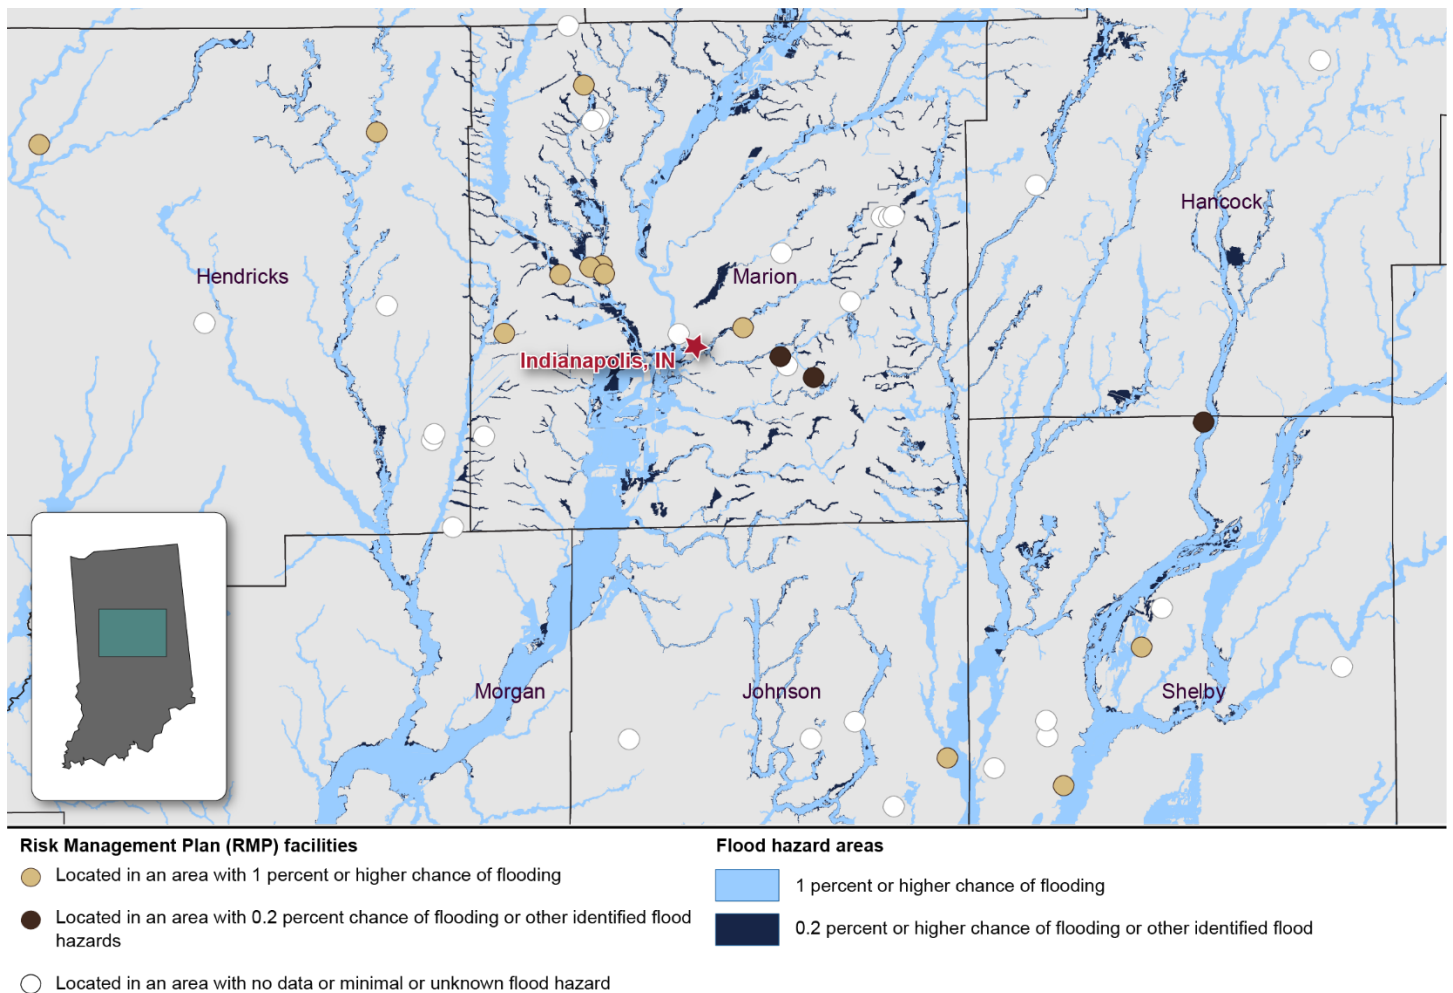 Hancock
Hendricks
Marion
Indianapolis, IN
Morgan
Johnson
Shelby
Risk Management Plan (RMP) facilities
Located in an area with 1 percent or higher chance of flooding
Located in an area with 0.2 percent chance of flooding or other identified flood
hazards
Located in an area with no data or minimal or unknown flood hazard
Flood hazard areas
1 percent or higher chance of flooding
0.2 percent or higher chance of flooding or other identified flood